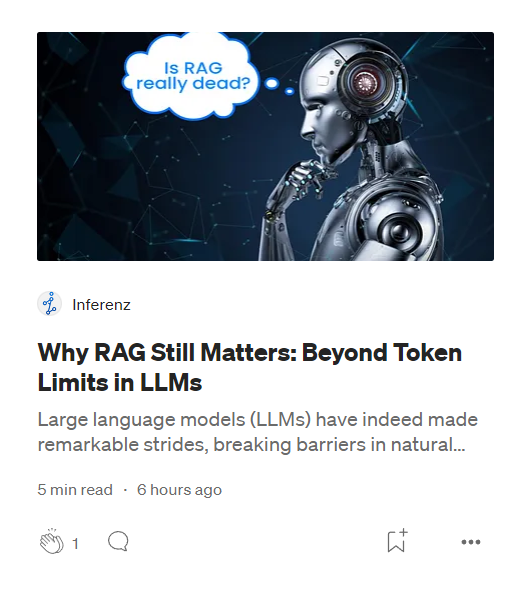 Is RAG
really dead?
Inferenz
Why RAG Still Matters: Beyond Token
Limits in LLMs
Large language models (LLMs) have indeed made
remarkable strides, breaking barriers in natural...
5 min read · 6 hours ago
1